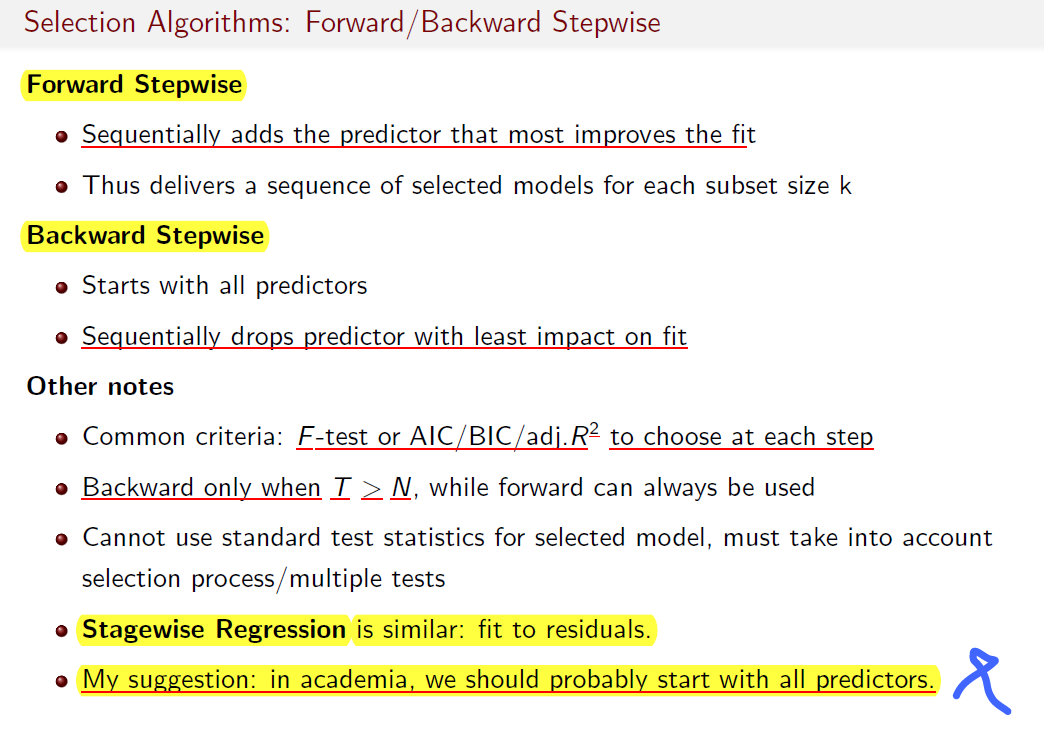 Selection Algorithms: Forward/Backward Stepwise
Forward Stepwise
Sequentially adds the predictor that most improves the fit
Thus delivers a sequence of selected models for each subset size k
Backward Stepwise
Starts with all predictors
Sequentially drops predictor with least impact on fit
Other notes
Common criteria: F-test or AIC/BIC/adj.R² to choose at each step
Backward only when T > N, while forward can always be used
Cannot use standard test statistics for selected model, must take into account
selection process/multiple tests
Stagewise Regression is similar: fit to residuals.
My suggestion: in academia, we should probably start with all predictors.